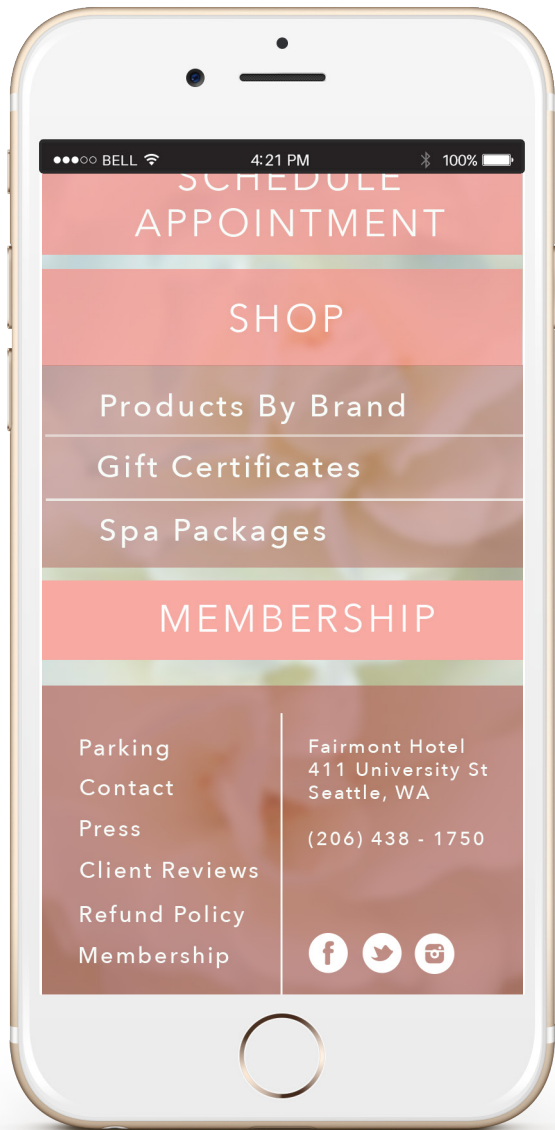 BELL
4:21 PM
100%
SCHEDULE
APPOINTMENT
SHOP
Products By Brand
Gift Certificates
Spa Packages
MEMBERSHIP
Parking
Contact
Press
Client Reviews
Refund Policy
Membership
Fairmont Hotel
411 University St
Seattle, WA
(206) 438 - 1750